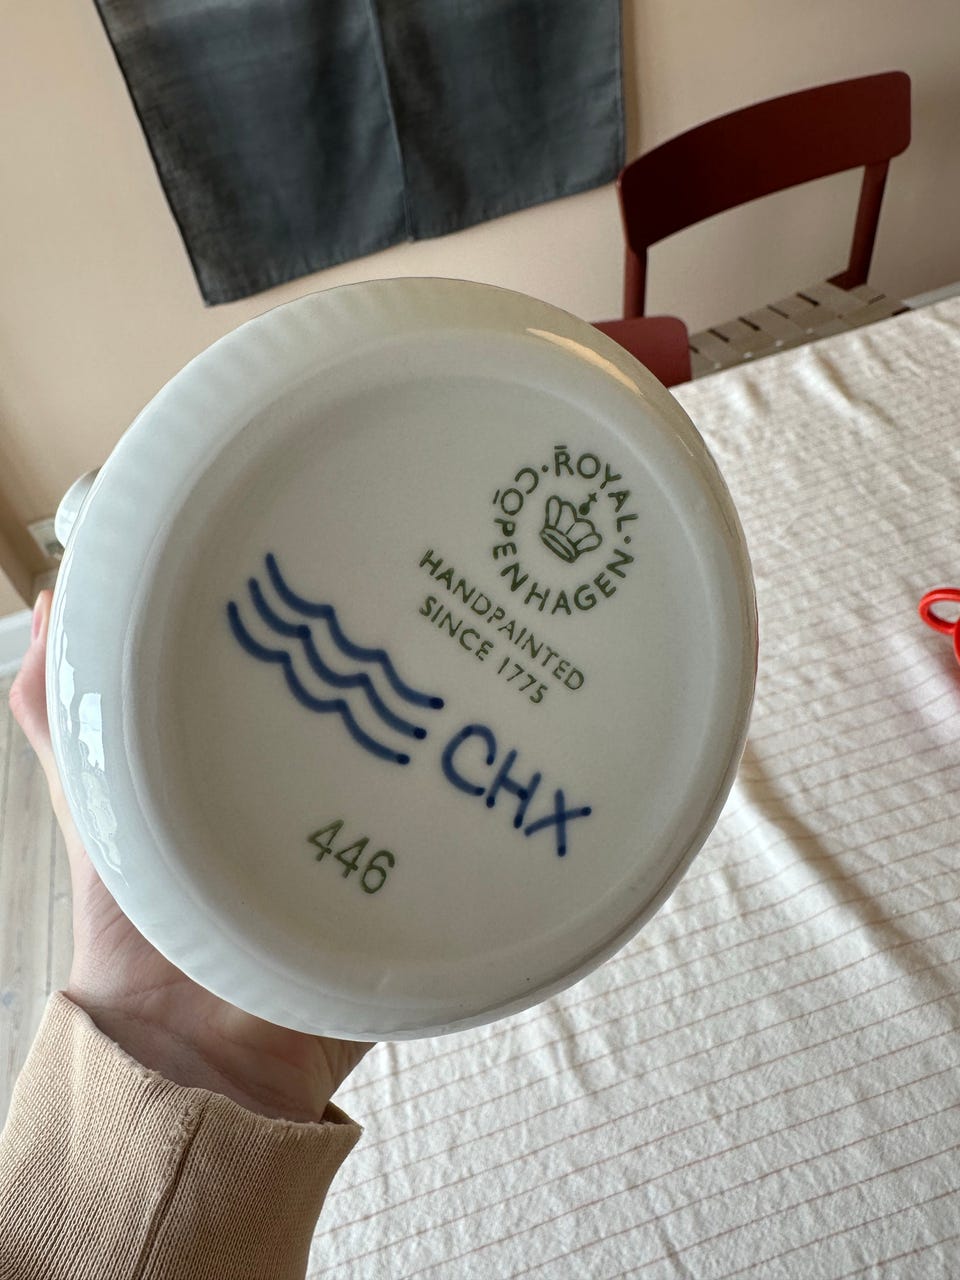 ROYAL · COPENHAGEN ·
HANDPAINTED
SINCE 1775
CHX
446